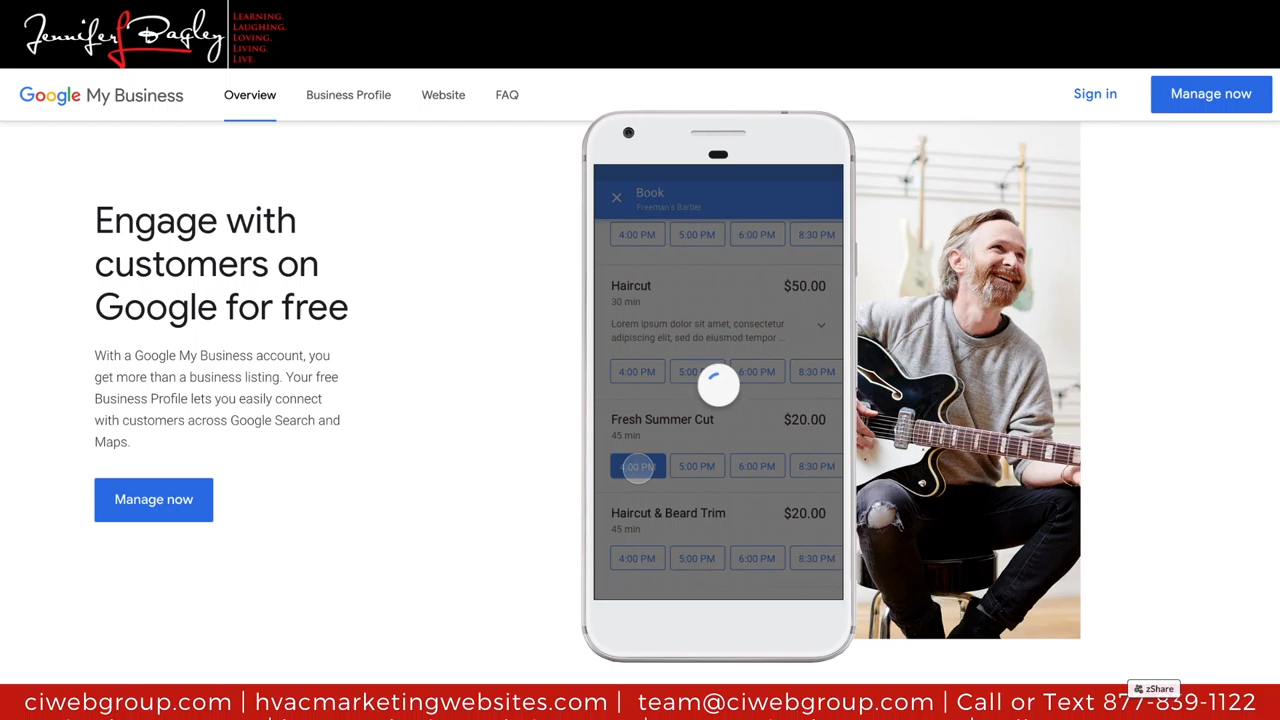 Jennifer Bagley
LEARNING.
LAUGHING.
LOVING.
LIVING.
LIVE.
Google My Business
Overview
Business Profile
Website
FAQ
Sign in
Manage now
Engage with
customers on
Google for free
With a Google My Business account, you
get more than a business listing. Your free
Business Profile lets you easily connect
with customers across Google Search and
Maps.
Manage now
Book
Freeman's Barber
4:00 PM 5:00 PM 6:00 PM 8:30 PM
Haircut $50.00
30 min
Lorem ipsum dolor sit amet, consectetur
adipiscing elit, sed do eiusmod tempor ...
4:00 PM 5:00 6:00 PM 8:30 PM
Fresh Summer Cut $20.00
45 min
4:00 PM 5:00 PM 6:00 PM 8:30 PM
Haircut & Beard Trim $20.00
45 min
4:00 PM 5:00 PM 6:00 PM 8:30 PM
zShare
ciwebgroup.com | hvacmarketingwebsites.com | team@ciwebgroup.com | Call or Text 877-839-1122